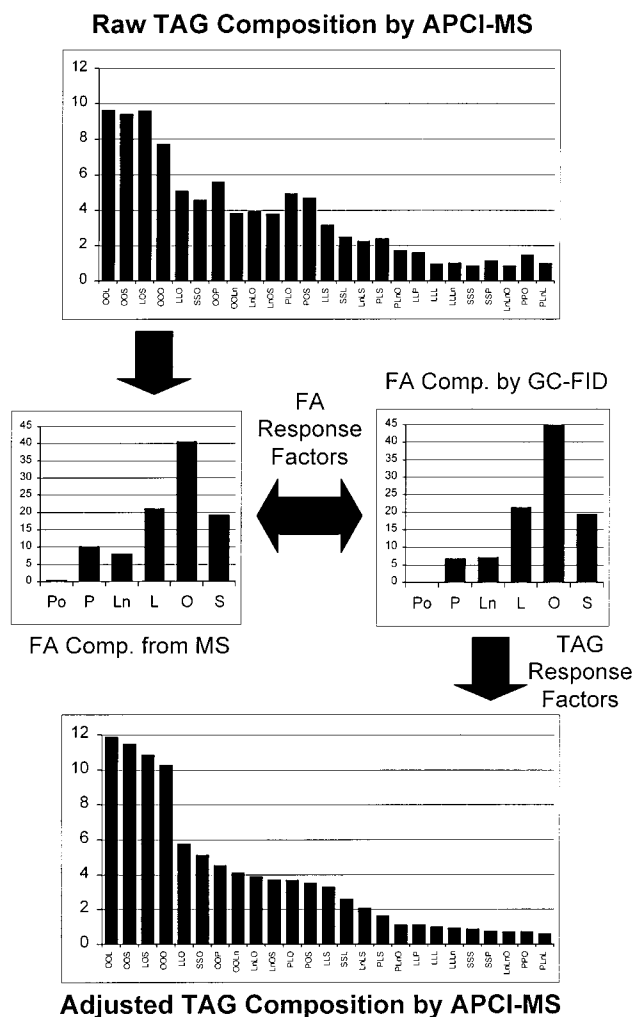 Raw TAG Composition by APCI-MS
12
10
8
6
4
2
0
OOL OOS LOS OOO LLO SSO OOP OOLn LnLO LnOS PLO POS LLS SSL LnLS PLS PLnO LLP LLL LLLn SSS SSP LnLnO PPO PLnL
FA Comp. by GC-FID
FA
Response
Factors
45
40
35
30
25
20
15
10
5
0
Po P Ln L O S
FA Comp. from MS
45
40
35
30
25
20
15
10
5
0
Po P Ln L O S
TAG
Response
Factors
12
10
8
6
4
2
0
OOL OOS LOS OOO LLO SSO OOP OOLn LnLO LnOS PLO POS LLS SSL LnLS PLS PLnO LLP LLL LLLn SSS SSP LnLnO PPO PLnL
Adjusted TAG Composition by APCI-MS